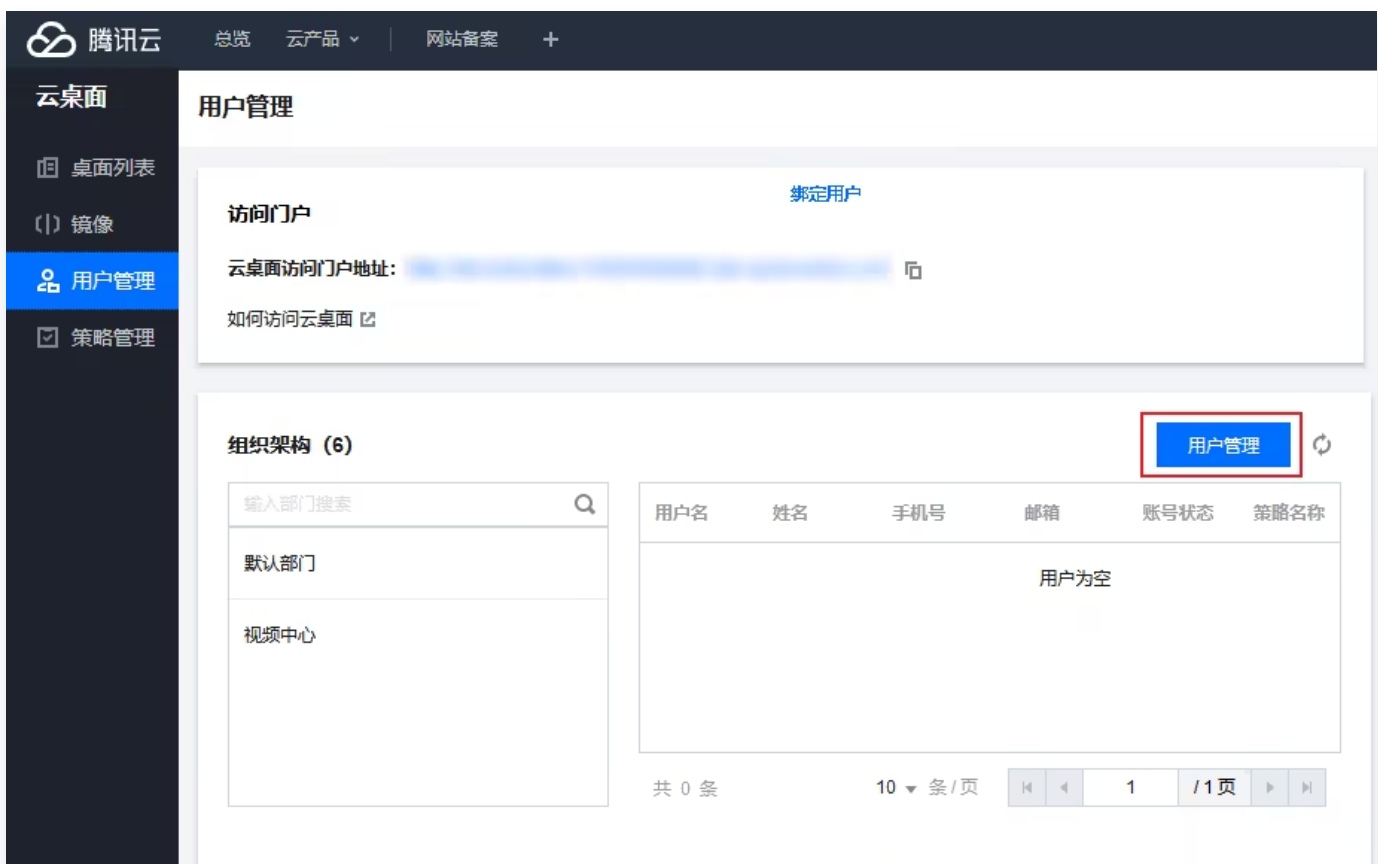 腾讯云 总览 云产品 网站备案 +
云桌面
用户管理
桌面列表
镜像
用户管理
策略管理
绑定用户
访问门户
云桌面访问门户地址：
如何访问云桌面
组织架构（6）
用户管理
输入部门搜索
默认部门
视频中心
用户名 姓名 手机号 邮箱 账号状态 策略名称
用户为空
共 0 条 10 条/页 1 /1页